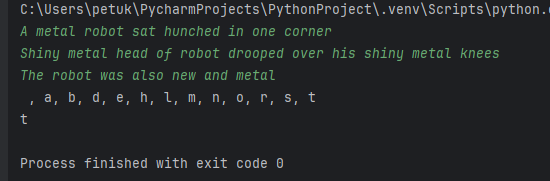 C:\Users\petuk\PycharmProjects\PythonProject\.venv\Scripts\python.
A metal robot sat hunched in one corner
Shiny metal head of robot drooped over his shiny metal knees
The robot was also new and metal
 , a, b, d, e, h, l, m, n, o, r, s, t
t
Process finished with exit code 0